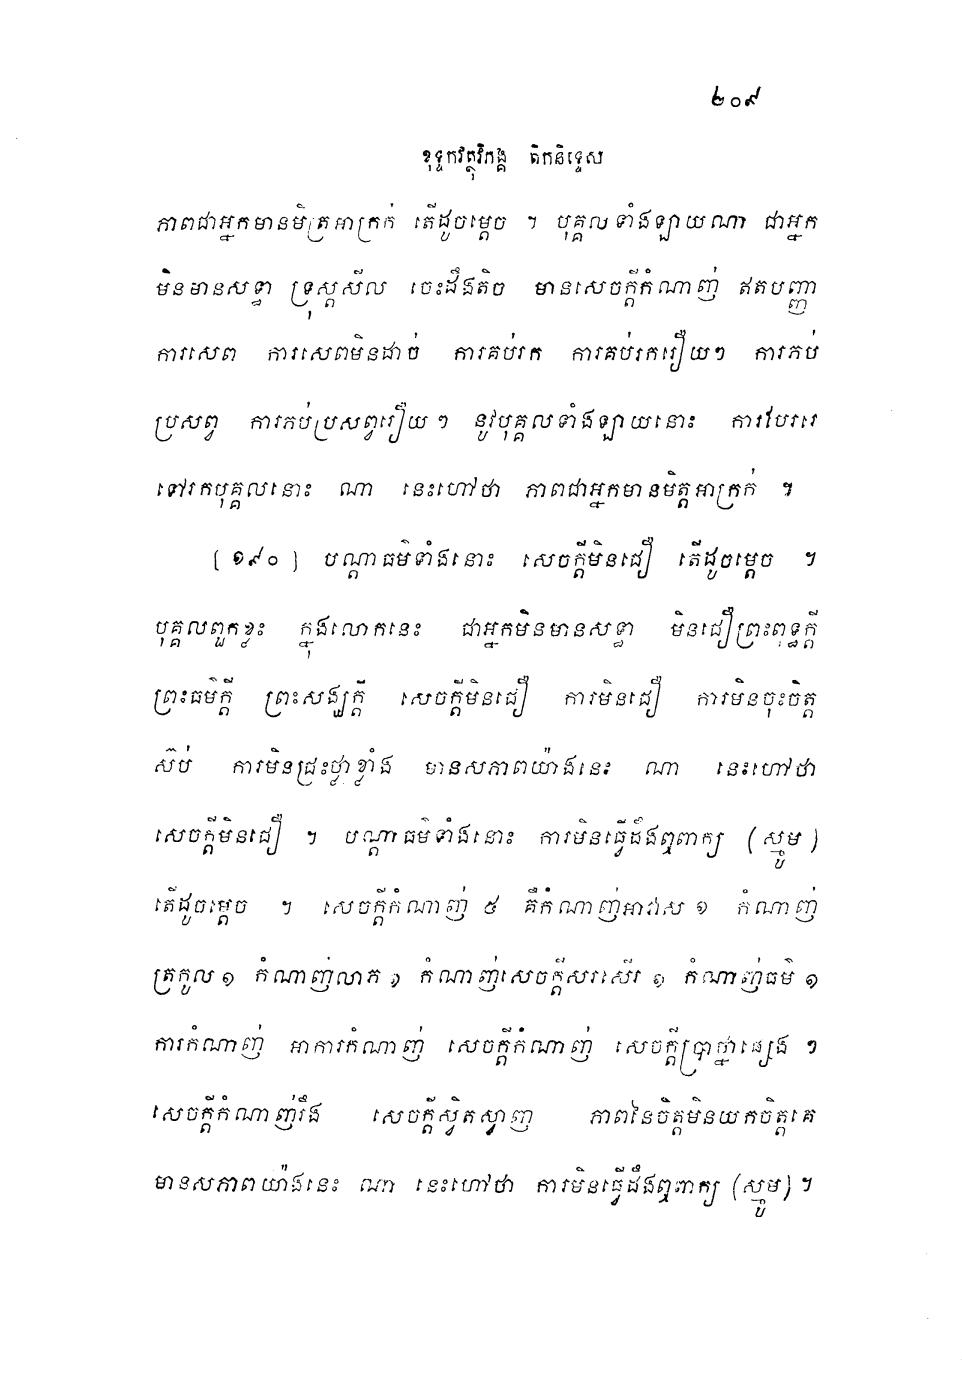 ២០៩
ខុទ្ទកវត្ថុវិភង្គ តិកនិទ្ទេស
ភាពជាអ្នកមានមិត្រអាក្រក់ តើដូចម្តេច ។ បុគ្គលទាំងឡាយណា ជាអ្នក
មិនមានសទ្ធា ទ្រុស្តសីល ចេះដឹងតិច មានសេចក្តីកំណាញ់ ឥតបញ្ញា
ការសេព ការសេពមិនដាច់ ការគប់រក ការគប់រករឿយៗ ការភប់
ប្រសព្វ ការភប់ប្រសព្វរឿយៗ នូវបុគ្គលទាំងឡាយនោះ ការបែររេ
ទៅរកបុគ្គលនោះ ណា នេះហៅថា ភាពជាអ្នកមានមិត្តអាក្រក់ ។
[១៩០] បណ្តាធម៌ទាំងនោះ សេចក្តីមិនជឿ តើដូចម្តេច ។
បុគ្គលពួកខ្លះ ក្នុងលោកនេះ ជាអ្នកមិនមានសទ្ធា មិនជឿព្រះពុទ្ធក្តី
ព្រះធម៌ក្តី ព្រះសង្ឃក្តី សេចក្តីមិនជឿ ការមិនជឿ ការមិនចុះចិត្ត
ស៊ប់ ការមិនជ្រះថ្លាខ្លាំង មានសភាពយ៉ាងនេះ ណា នេះហៅថា
សេចក្តីមិនជឿ ។ បណ្តាធម៌ទាំងនោះ ការមិនធ្វើដឹងឮពាក្យ (ស្មូម)
តើដូចម្តេច ។ សេចក្តីកំណាញ់ ៥ គឺកំណាញ់អាវាស ១ កំណាញ់
ត្រកូល ១ កំណាញ់លាភ ១ កំណាញ់សេចក្តីសរសើរ ១ កំណាញ់ធម៌ ១
ការកំណាញ់ អាការកំណាញ់ សេចក្តីកំណាញ់ សេចក្តីប្រាថ្នាផ្សេងៗ
សេចក្តីកំណាញ់រឹង សេចក្តីស្វិតស្វាញ ភាពនៃចិត្តមិនយកចិត្តគេ
មានសភាពយ៉ាងនេះ ណា នេះហៅថា ការមិនធ្វើដឹងឮពាក្យ (ស្មូម) ។